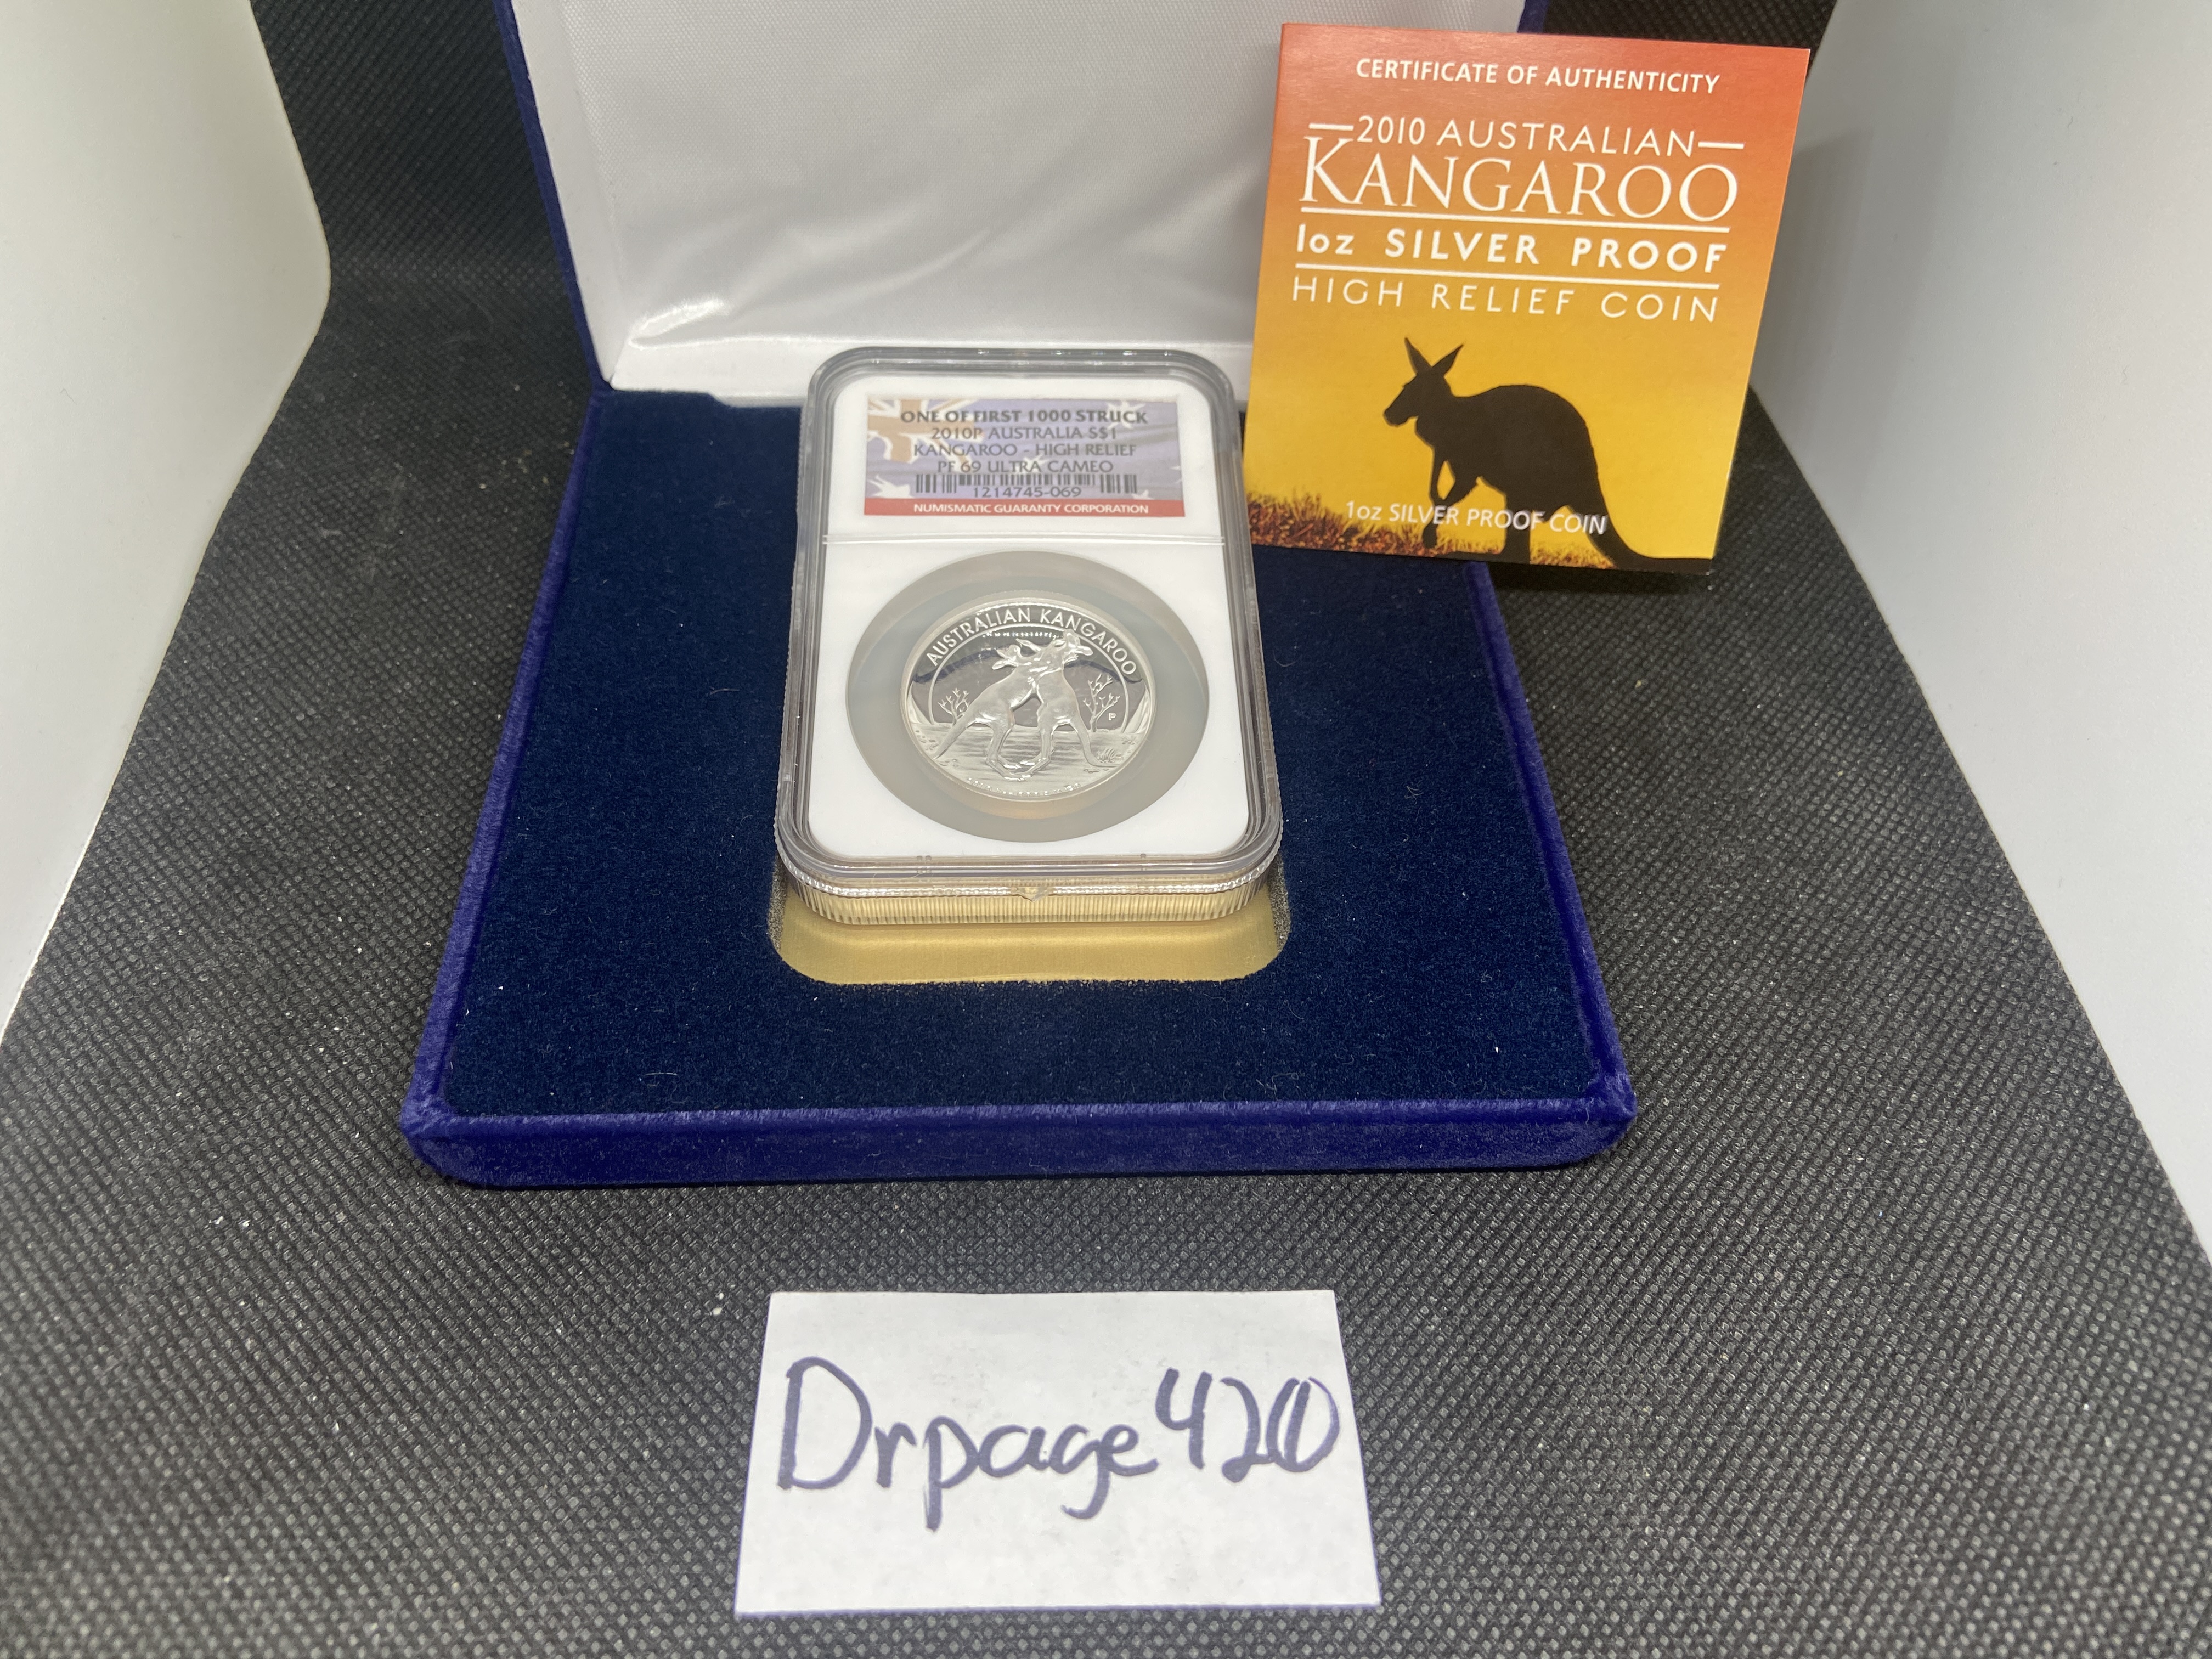 CERTIFICATE OF AUTHENTICITY
2010 AUSTRALIAN
KANGAROO
1oz SILVER PROOF
HIGH RELIEF COIN
1oz SILVER PROOF COIN
ONE OF FIRST 1000 STRUCK
2010P AUSTRALIA S$1
KANGAROO - HIGH RELIEF
PF 69 ULTRA CAMEO
1214745-069
NUMISMATIC GUARANTY CORPORATION
AUSTRALIAN KANGAROO
P
Drpage420